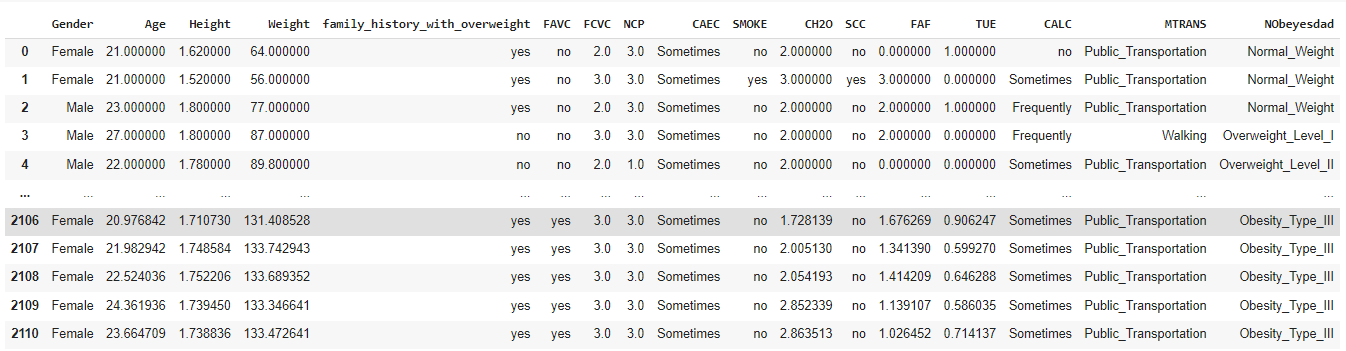 Gender Age Height Weight family_history_with_overweight FAVC FCVC NCP CAEC SMOKE CH2O SCC FAF TUE CALC MTRANS NObeyesdad
0 Female 21.000000 1.620000 64.000000 yes no 2.0 3.0 Sometimes no 2.000000 no 0.000000 1.000000 no Public_Transportation Normal_Weight
1 Female 21.000000 1.520000 56.000000 yes no 3.0 3.0 Sometimes yes 3.000000 yes 3.000000 0.000000 Sometimes Public_Transportation Normal_Weight
2 Male 23.000000 1.800000 77.000000 yes no 2.0 3.0 Sometimes no 2.000000 no 2.000000 1.000000 Frequently Public_Transportation Normal_Weight
3 Male 27.000000 1.800000 87.000000 no no 3.0 3.0 Sometimes no 2.000000 no 2.000000 0.000000 Frequently Walking Overweight_Level_I
4 Male 22.000000 1.780000 89.800000 no no 2.0 1.0 Sometimes no 2.000000 no 0.000000 0.000000 Sometimes Public_Transportation Overweight_Level_II
... ... ... ... ... ... ... ... ... ... ... ... ... ... ... ... ... ...
2106 Female 20.976842 1.710730 131.408528 yes yes 3.0 3.0 Sometimes no 1.728139 no 1.676269 0.906247 Sometimes Public_Transportation Obesity_Type_III
2107 Female 21.982942 1.748584 133.742943 yes yes 3.0 3.0 Sometimes no 2.005130 no 1.341390 0.599270 Sometimes Public_Transportation Obesity_Type_III
2108 Female 22.524036 1.752206 133.689352 yes yes 3.0 3.0 Sometimes no 2.054193 no 1.414209 0.646288 Sometimes Public_Transportation Obesity_Type_III
2109 Female 24.361936 1.739450 133.346641 yes yes 3.0 3.0 Sometimes no 2.852339 no 1.139107 0.586035 Sometimes Public_Transportation Obesity_Type_III
2110 Female 23.664709 1.738836 133.472641 yes yes 3.0 3.0 Sometimes no 2.863513 no 1.026452 0.714137 Sometimes Public_Transportation Obesity_Type_III